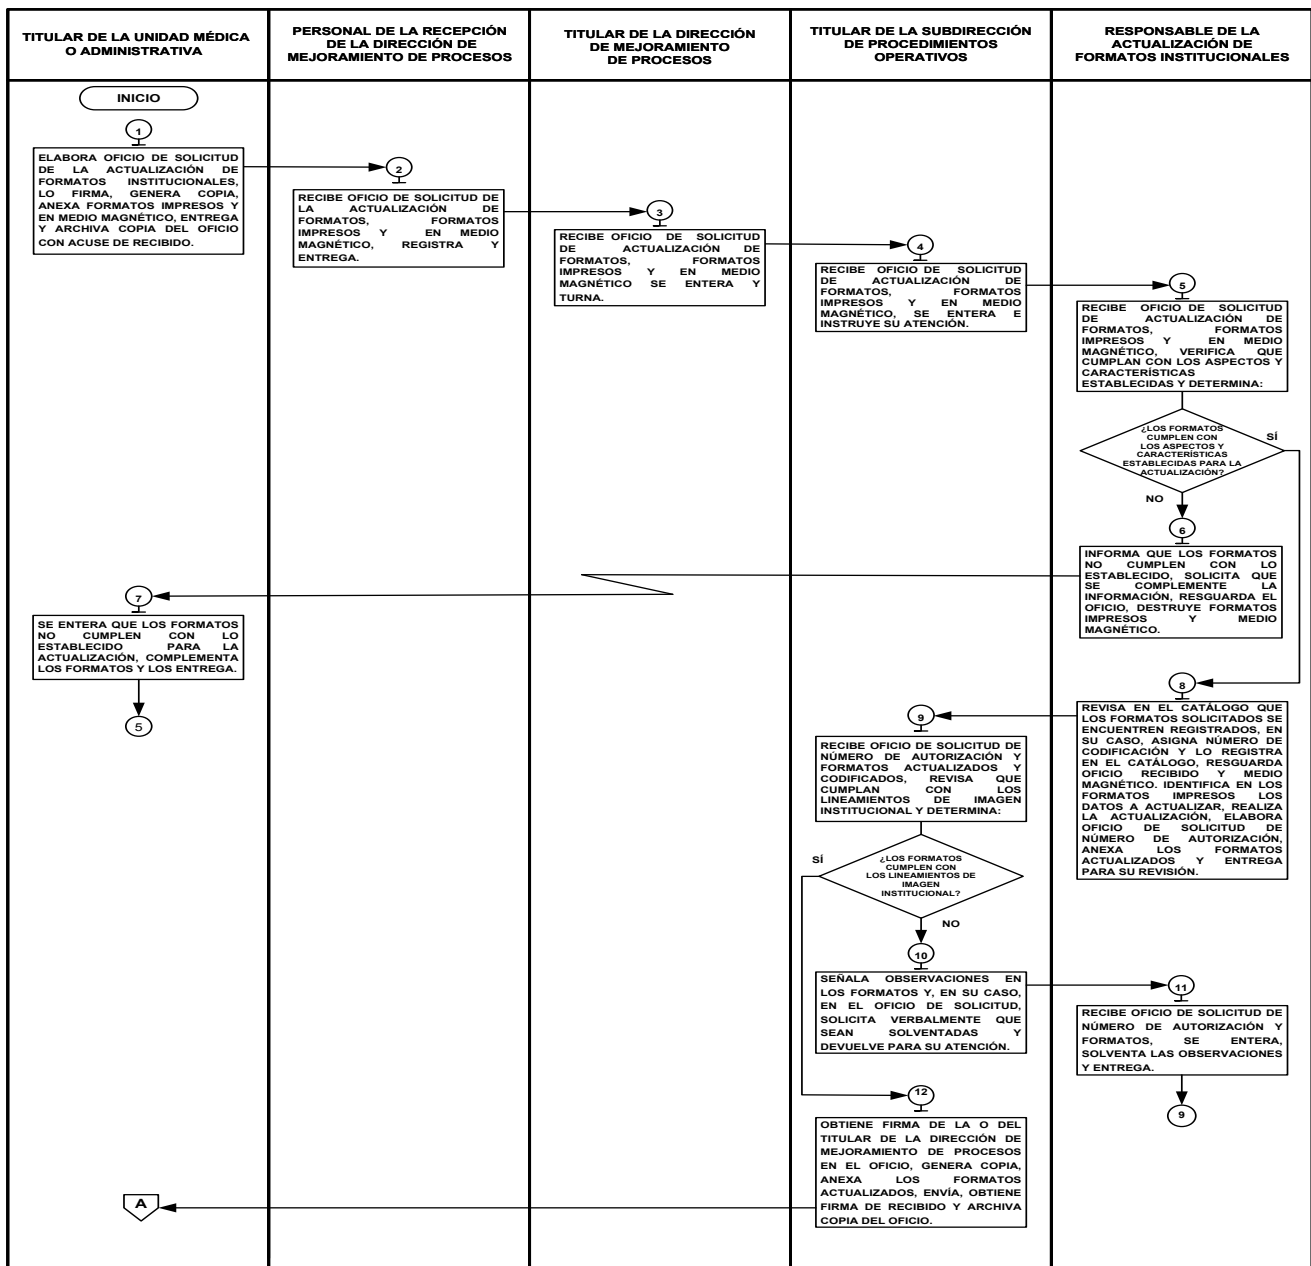 TITULAR DE LA UNIDAD MÉDICA
O ADMINISTRATIVA
PERSONAL DE LA RECEPCIÓN
DE LA DIRECCIÓN DE
MEJORAMIENTO DE PROCESOS
TITULAR DE LA DIRECCIÓN
DE MEJORAMIENTO
DE PROCESOS
TITULAR DE LA SUBDIRECCIÓN
DE PROCEDIMIENTOS
OPERATIVOS
RESPONSABLE DE LA
ACTUALIZACIÓN DE
FORMATOS INSTITUCIONALES
INICIO
1
ELABORA OFICIO DE SOLICITUD
DE LA ACTUALIZACIÓN DE
FORMATOS INSTITUCIONALES,
LO FIRMA, GENERA COPIA,
ANEXA FORMATOS IMPRESOS Y
EN MEDIO MAGNÉTICO, ENTREGA
Y ARCHIVA COPIA DEL OFICIO
CON ACUSE DE RECIBIDO.
2
RECIBE OFICIO DE SOLICITUD DE
LA ACTUALIZACIÓN DE
FORMATOS, FORMATOS
IMPRESOS Y EN MEDIO
MAGNÉTICO, REGISTRA Y
ENTREGA.
3
RECIBE OFICIO DE SOLICITUD
DE ACTUALIZACIÓN DE
FORMATOS, FORMATOS
IMPRESOS Y EN MEDIO
MAGNÉTICO SE ENTERA Y
TURNA.
4
RECIBE OFICIO DE SOLICITUD
DE ACTUALIZACIÓN DE
FORMATOS, FORMATOS
IMPRESOS Y EN MEDIO
MAGNÉTICO, SE ENTERA E
INSTRUYE SU ATENCIÓN.
5
RECIBE OFICIO DE SOLICITUD
DE ACTUALIZACIÓN DE
FORMATOS, FORMATOS
IMPRESOS Y EN MEDIO
MAGNÉTICO, VERIFICA QUE
CUMPLAN CON LOS ASPECTOS Y
CARACTERÍSTICAS
ESTABLECIDAS Y DETERMINA:
¿LOS FORMATOS
CUMPLEN CON
LOS ASPECTOS Y
CARACTERÍSTICAS
ESTABLECIDAS PARA LA
ACTUALIZACIÓN?
SÍ
NO
6
INFORMA QUE LOS FORMATOS
NO CUMPLEN CON LO
ESTABLECIDO, SOLICITA QUE
SE COMPLEMENTE LA
INFORMACIÓN, RESGUARDA EL
OFICIO, DESTRUYE FORMATOS
IMPRESOS Y MEDIO
MAGNÉTICO.
7
SE ENTERA QUE LOS FORMATOS
NO CUMPLEN CON LO
ESTABLECIDO PARA LA
ACTUALIZACIÓN, COMPLEMENTA
LOS FORMATOS Y LOS ENTREGA.
5
8
REVISA EN EL CATÁLOGO QUE
LOS FORMATOS SOLICITADOS SE
ENCUENTREN REGISTRADOS, EN
SU CASO, ASIGNA NÚMERO DE
CODIFICACIÓN Y LO REGISTRA
EN EL CATÁLOGO, RESGUARDA
OFICIO RECIBIDO Y MEDIO
MAGNÉTICO. IDENTIFICA EN LOS
FORMATOS IMPRESOS LOS
DATOS A ACTUALIZAR, REALIZA
LA ACTUALIZACIÓN, ELABORA
OFICIO DE SOLICITUD DE
NÚMERO DE AUTORIZACIÓN,
ANEXA LOS FORMATOS
ACTUALIZADOS Y ENTREGA
PARA SU REVISIÓN.
9
RECIBE OFICIO DE SOLICITUD DE
NÚMERO DE AUTORIZACIÓN Y
FORMATOS ACTUALIZADOS Y
CODIFICADOS, REVISA QUE
CUMPLAN CON LOS
LINEAMIENTOS DE IMAGEN
INSTITUCIONAL Y DETERMINA:
SÍ
¿LOS FORMATOS
CUMPLEN CON
LOS LINEAMIENTOS DE
IMAGEN
INSTITUCIONAL?
NO
10
SEÑALA OBSERVACIONES EN
LOS FORMATOS Y, EN SU CASO,
EN EL OFICIO DE SOLICITUD,
SOLICITA VERBALMENTE QUE
SEAN SOLVENTADAS Y
DEVUELVE PARA SU ATENCIÓN.
11
RECIBE OFICIO DE SOLICITUD DE
NÚMERO DE AUTORIZACIÓN Y
FORMATOS, SE ENTERA,
SOLVENTA LAS OBSERVACIONES
Y ENTREGA.
9
12
OBTIENE FIRMA DE LA O DEL
TITULAR DE LA DIRECCIÓN DE
MEJORAMIENTO DE PROCESOS
EN EL OFICIO, GENERA COPIA,
ANEXA LOS FORMATOS
ACTUALIZADOS, ENVÍA, OBTIENE
FIRMA DE RECIBIDO Y ARCHIVA
COPIA DEL OFICIO.
A